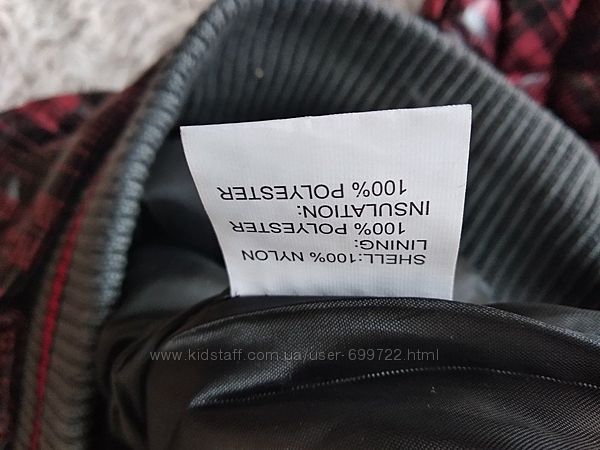 SHELL:100% NYLON
LINING:
100% POLYESTER
INSULATION:
100% POLYESTER
www.kidstaff.com.ua/user-699722.html